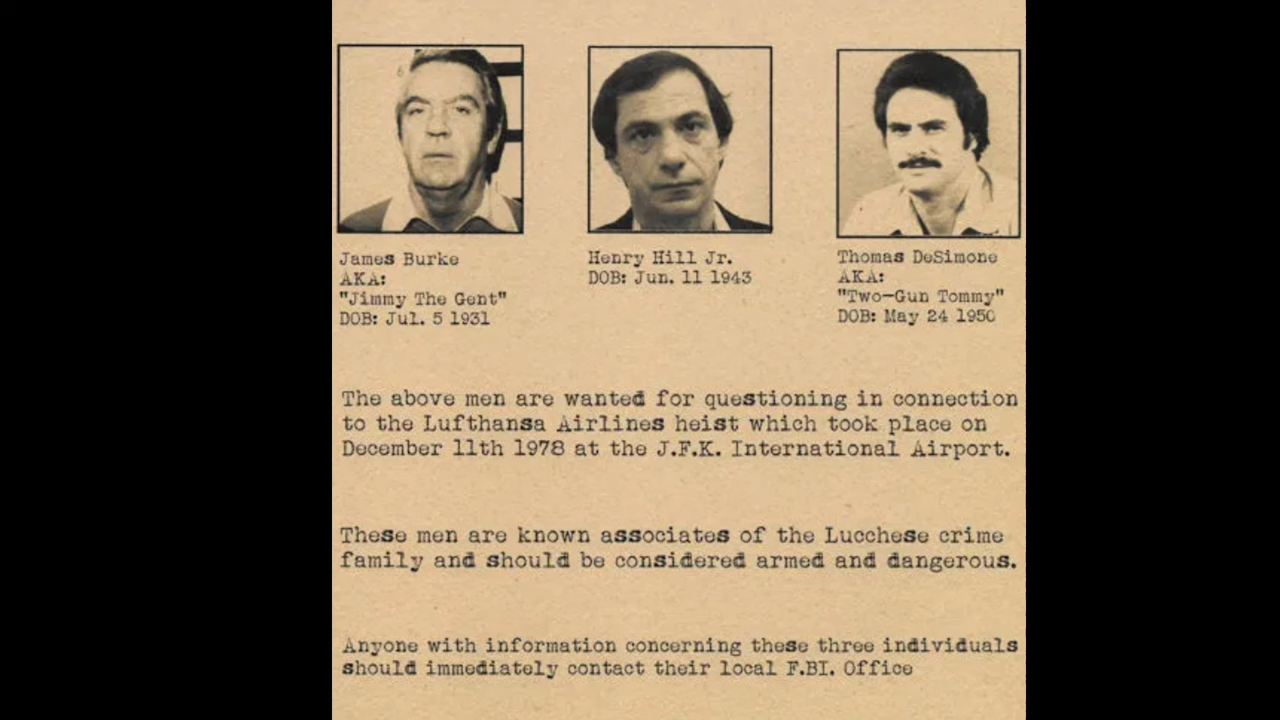 James Burke
AKA:
"Jimmy The Gent"
DOB: Jul. 5 1931
Henry Hill Jr.
DOB: Jun. 11 1943
Thomas DeSimone
AKA:
"Two-Gun Tommy"
DOB: May 24 1950
The above men are wanted for questioning in connection
to the Lufthansa Airlines heist which took place on
December 11th 1978 at the J.F.K. International Airport.
These men are known associates of the Lucchese crime
family and should be considered armed and dangerous.
Anyone with information concerning these three individuals
should immediately contact their local F.BI. Office